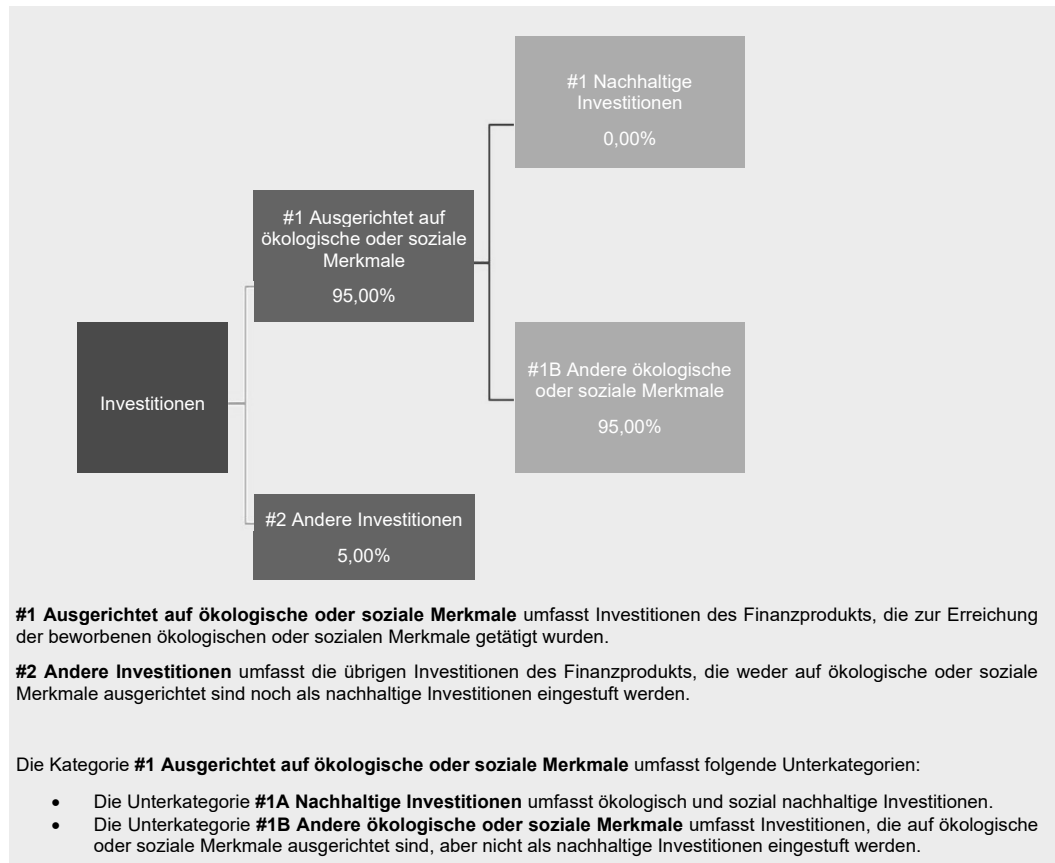 #1 Nachhaltige
Investitionen
0,00%
#1 Ausgerichtet auf
ökologische oder soziale
Merkmale
95,00%
Investitionen
#1B Andere ökologische
oder soziale Merkmale
95,00%
#2 Andere Investitionen
5,00%
#1 Ausgerichtet auf ökologische oder soziale Merkmale umfasst Investitionen des Finanzprodukts, die zur Erreichung
der beworbenen ökologischen oder sozialen Merkmale getätigt wurden.
#2 Andere Investitionen umfasst die übrigen Investitionen des Finanzprodukts, die weder auf ökologische oder soziale
Merkmale ausgerichtet sind noch als nachhaltige Investitionen eingestuft werden.
Die Kategorie #1 Ausgerichtet auf ökologische oder soziale Merkmale umfasst folgende Unterkategorien:
• Die Unterkategorie #1A Nachhaltige Investitionen umfasst ökologisch und sozial nachhaltige Investitionen.
• Die Unterkategorie #1B Andere ökologische oder soziale Merkmale umfasst Investitionen, die auf ökologische
oder soziale Merkmale ausgerichtet sind, aber nicht als nachhaltige Investitionen eingestuft werden.